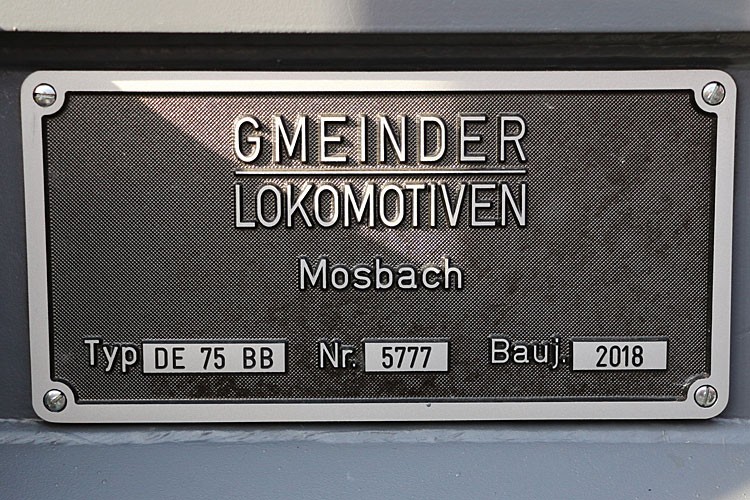 GMEINDER
LOKOMOTIVEN
Mosbach
Typ DE 75 BB Nr. 5777 Bauj. 2018